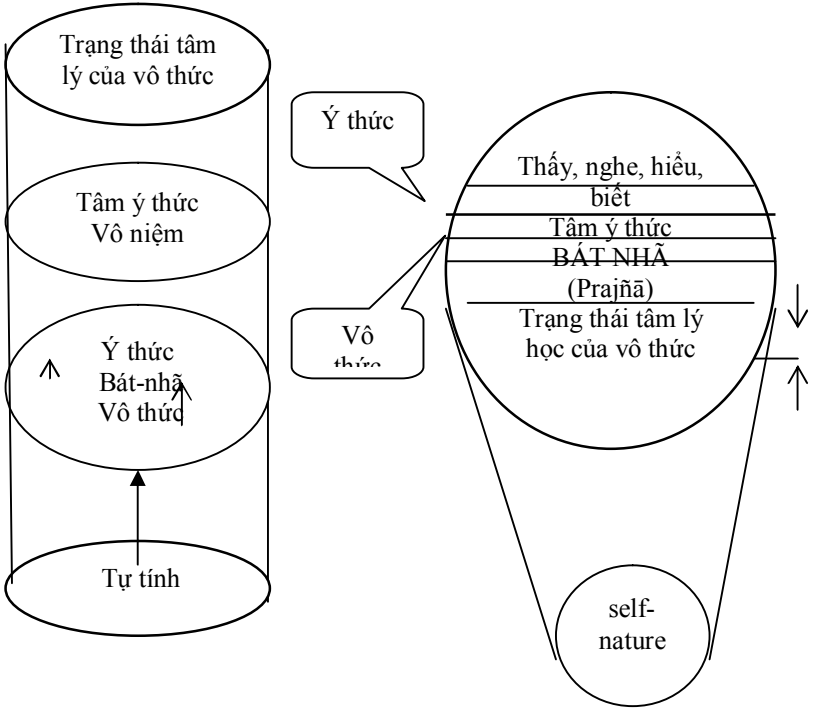 Trạng thái tâm
lý của vô thức
Tâm ý thức
Vô niệm
Ý thức
Bát-nhã
Vô thức
Tự tính
Ý thức
Vô
thức
Thấy, nghe, hiểu,
biết
Tâm ý thức
BÁT NHÃ
(Prajñā)
Trạng thái tâm lý
học của vô thức
self-
nature